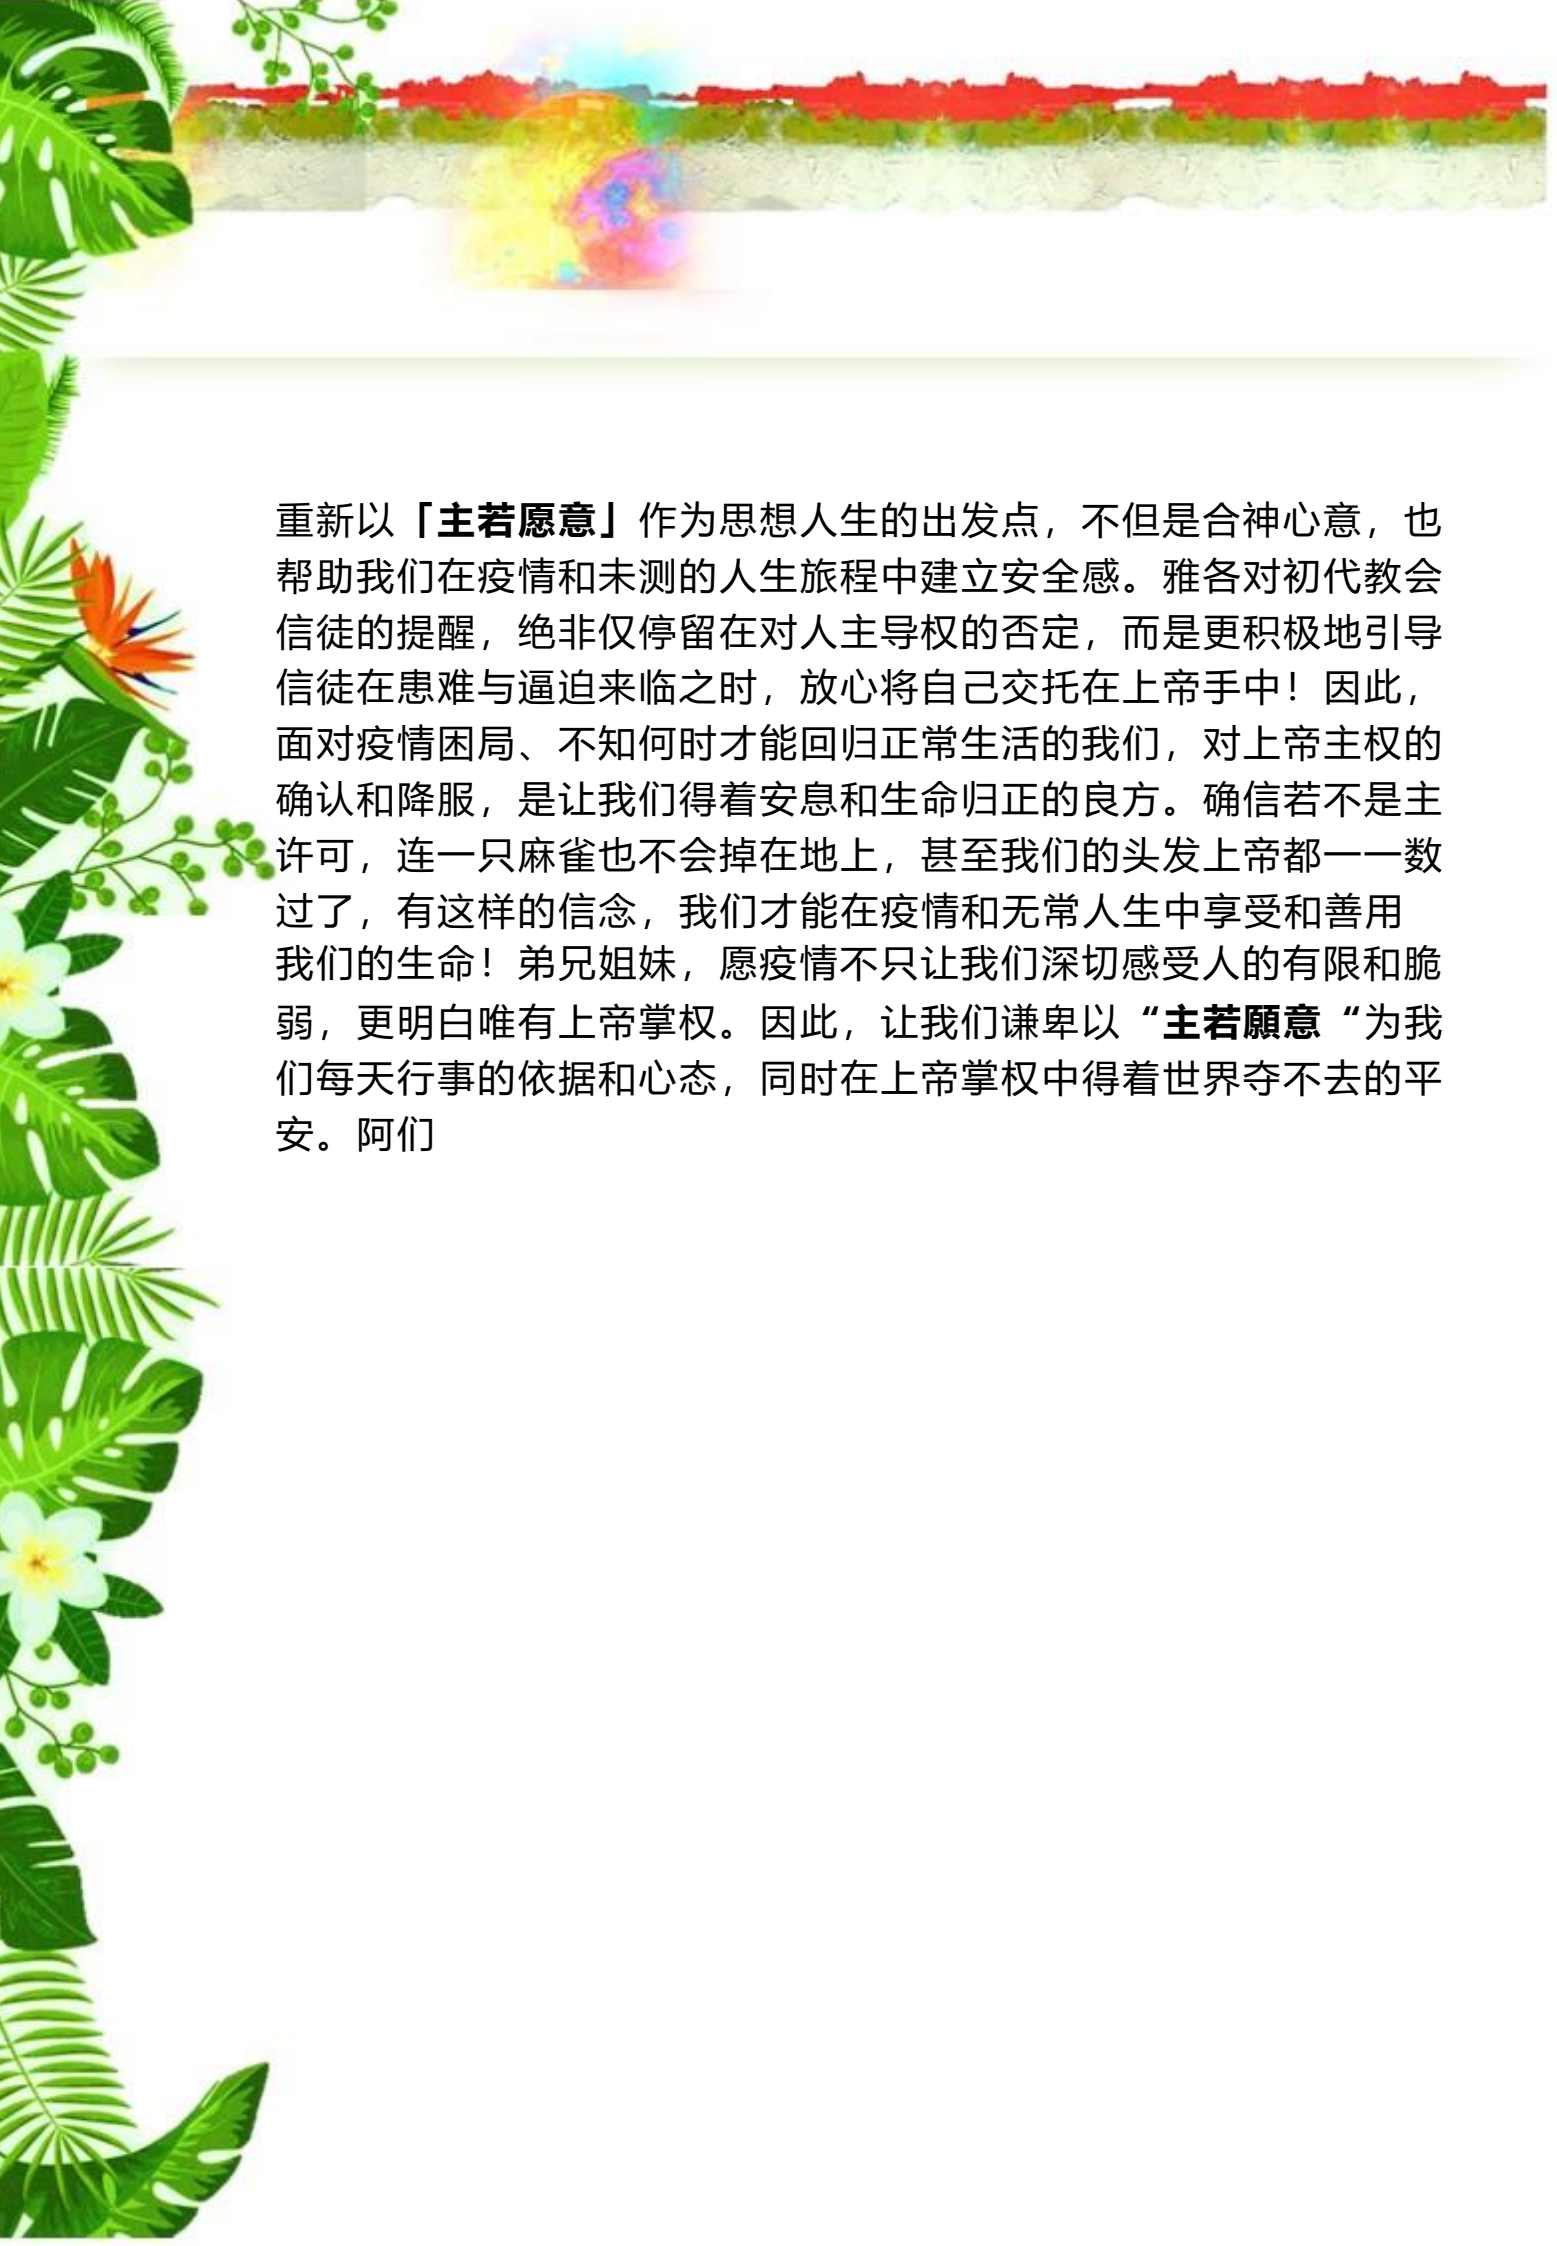 重新以「主若愿意」作为思想人生的出发点，不但是合神心意，也
帮助我们在疫情和未测的人生旅程中建立安全感。雅各对初代教会
信徒的提醒，绝非仅停留在对人主导权的否定，而是更积极地引导
信徒在患难与逼迫来临之时，放心将自己交托在上帝手中！因此，
面对疫情困局、不知何时才能回归正常生活的我们，对上帝主权的
确认和降服，是让我们得着安息和生命归正的良方。确信若不是主
许可，连一只麻雀也不会掉在地上，甚至我们的头发上帝都一一数
过了，有这样的信念，我们才能在疫情和无常人生中享受和善用
我们的生命！弟兄姐妹，愿疫情不只让我们深切感受人的有限和脆
弱，更明白唯有上帝掌权。因此，让我们谦卑以“主若願意“为我
们每天行事的依据和心态，同时在上帝掌权中得着世界夺不去的平
安。阿们